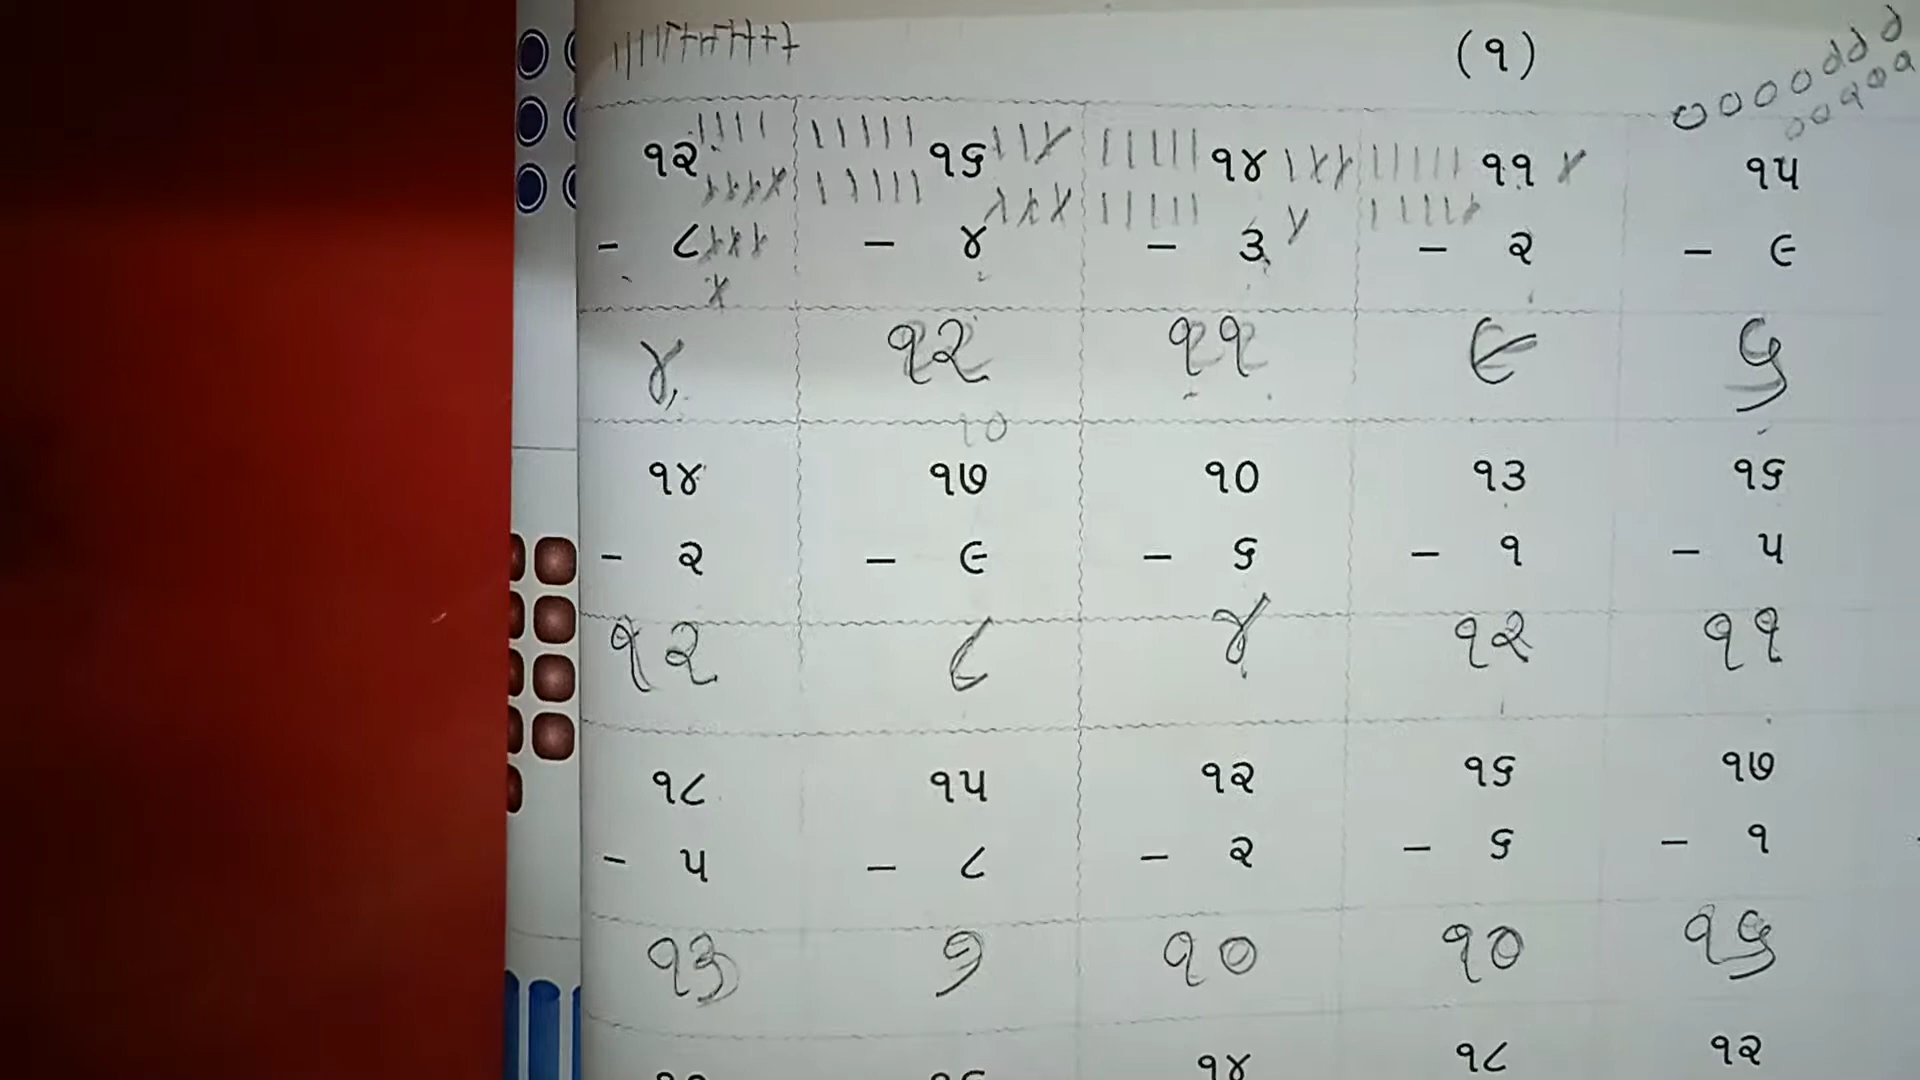 (१)
१२ १६ १४ ११ १५
- ८ - ४ - ३ - २ - ९
४ १२ ११ ९ ६
१०
१४ १७ १० १३ १६
- २ - ९ - ६ - १ - ५
१२ ८ ४ १२ ११
१८ १५ १२ १६ १७
- ५ - ८ - २ - ६ - १
१३ ७ १० १० १६
१४ १८ १२